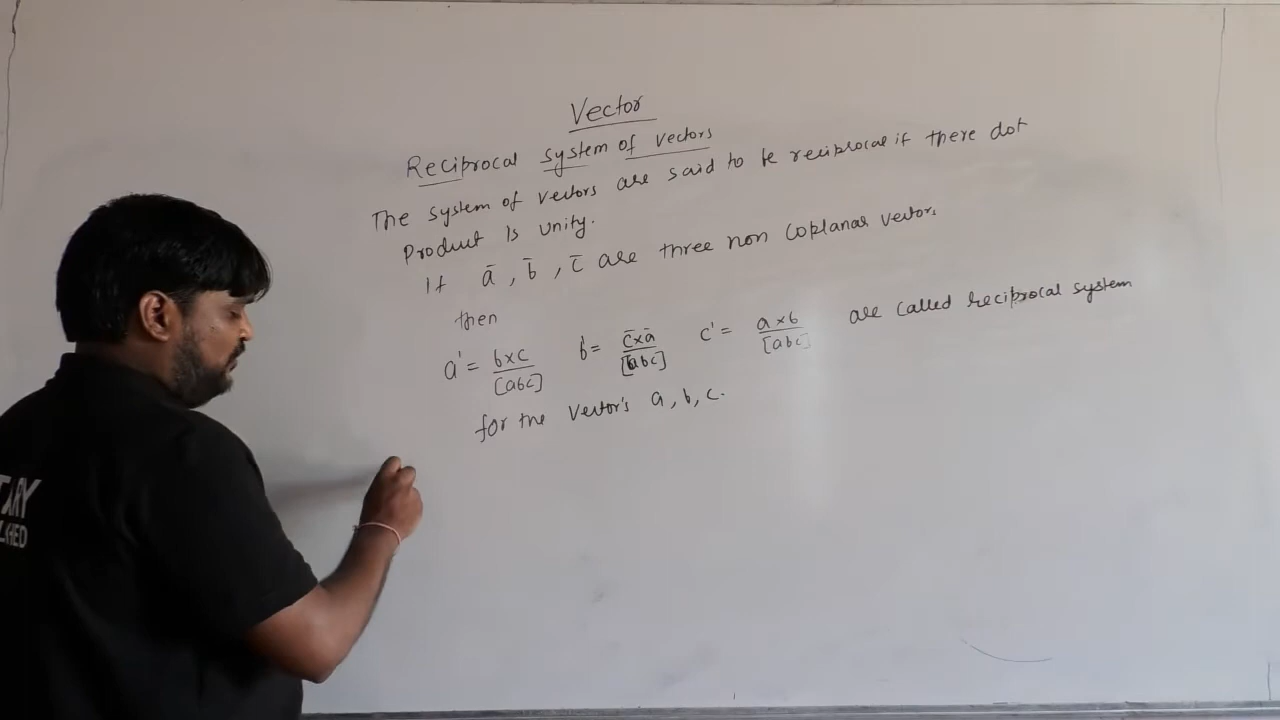 Vector
Reciprocal system of vectors
The system of vectors are said to be reciprocal if there dot
Product Is Unity.
If a̅ , b̅ , c̅ are three non coplanar vectors
then
a' = b×c/[abc] b' = c̅×a̅/[abc] c' = a×b/[abc] are called reciprocal system
for the Vector's a, b, c.
TARY